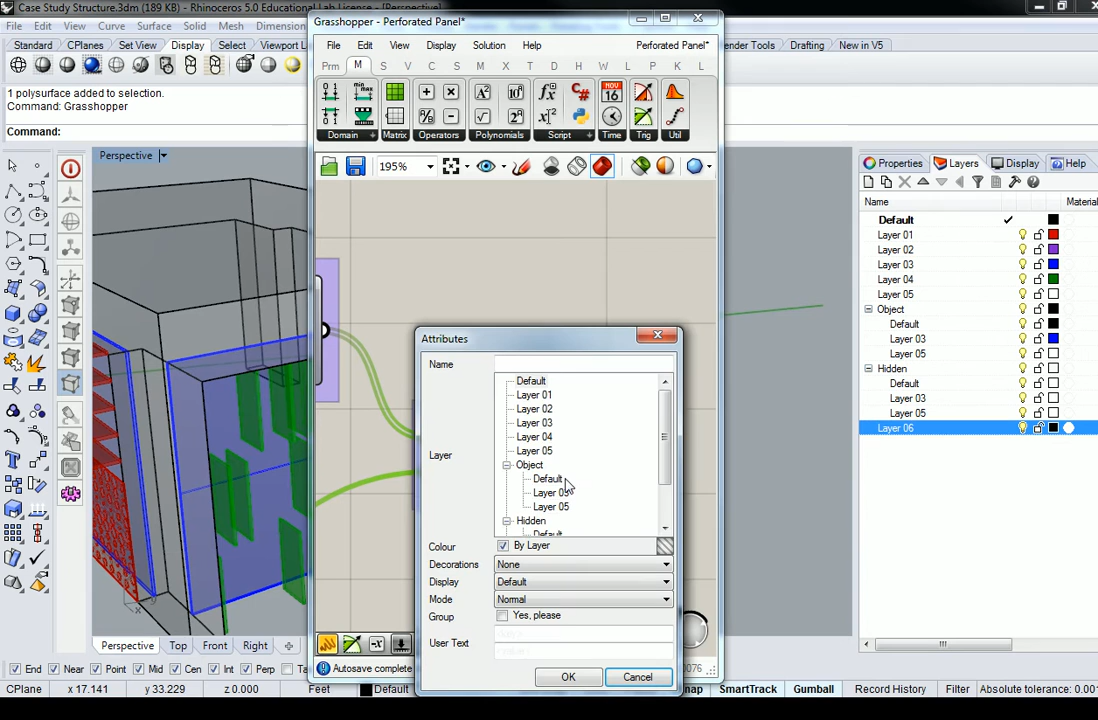 Case Study Structure.3dm (189 KB) - Rhinoceros 5.0 Educational Lab License - [Perspective]
File Edit View Curve Surface Solid Mesh Dimension
Standard CPlanes Set View Display Select Viewport L
nder Tools Drafting New in V5
1 polysurface added to selection.
Command: Grasshopper
Command:
Perspective
Grasshopper - Perforated Panel*
File Edit View Display Solution Help Perforated Panel*
Prm M S V C S M X T D H W L P K L
Domain Matrix Operators Polynomials Script Time Trig Util
NOV
16
C#
195%
Properties Layers Display Help
Name Material
Default
Layer 01
Layer 02
Layer 03
Layer 04
Layer 05
Object
Default
Layer 03
Layer 05
Hidden
Default
Layer 03
Layer 05
Layer 06
Attributes
Name
Layer
Default
Layer 01
Layer 02
Layer 03
Layer 04
Layer 05
Object
Default
Layer 03
Layer 05
Hidden
Default
Colour By Layer
Decorations None
Display Default
Mode Normal
Group Yes, please
User Text
OK Cancel
Autosave complete
0076
Perspective Top Front Right
End Near Point Mid Cen Int Perp Ta
CPlane x 17.141 y 33.229 z 0.000 Feet Default
SmartTrack Gumball Record History Filter Absolute tolerance: 0.00